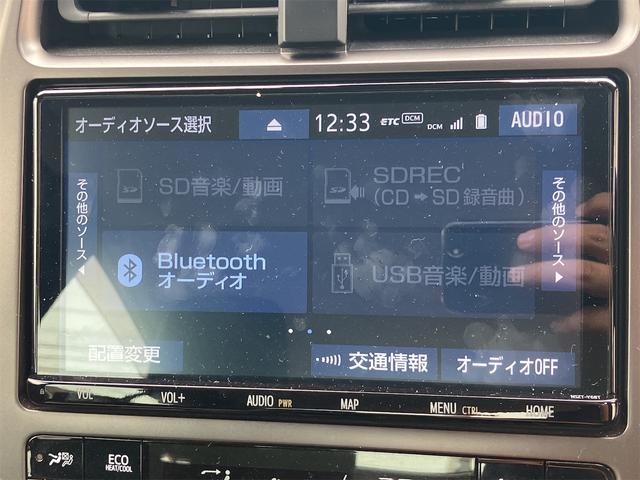 オーディオソース選択
12:33
ETC DCM
DCM
AUDIO
その他のソース
SD音楽/動画
SDREC
(CD➡SD 録音曲)
その他のソース
Bluetooth
オーディオ
USB音楽/動画
配置変更
交通情報
オーディオOFF
VOL
VOL+
AUDIO PWR
MAP
MENU CTRL
HOME
NSZT-Y68T
ECO
HEAT/COOL